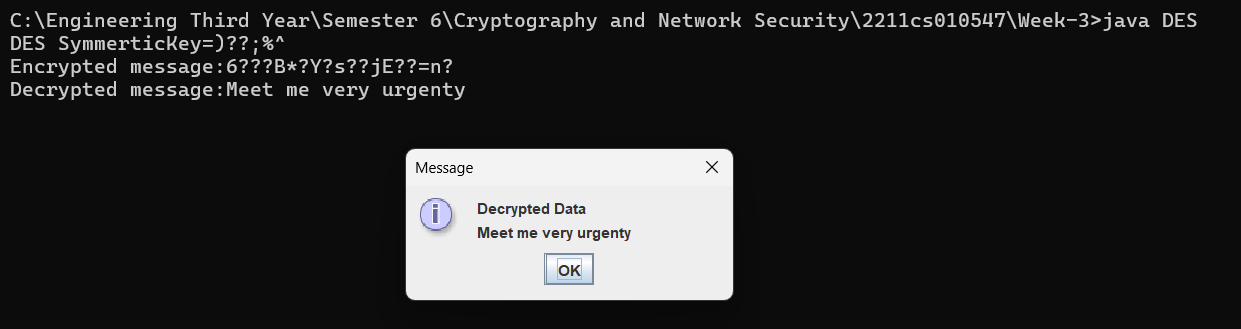 C:\Engineering Third Year\Semester 6\Cryptography and Network Security\2211cs010547\Week-3>java DES
DES SymmerticKey=)??;%^
Encrypted message:6???B*?Y?s??jE??=n?
Decrypted message:Meet me very urgenty
Message
Decrypted Data
Meet me very urgenty
OK